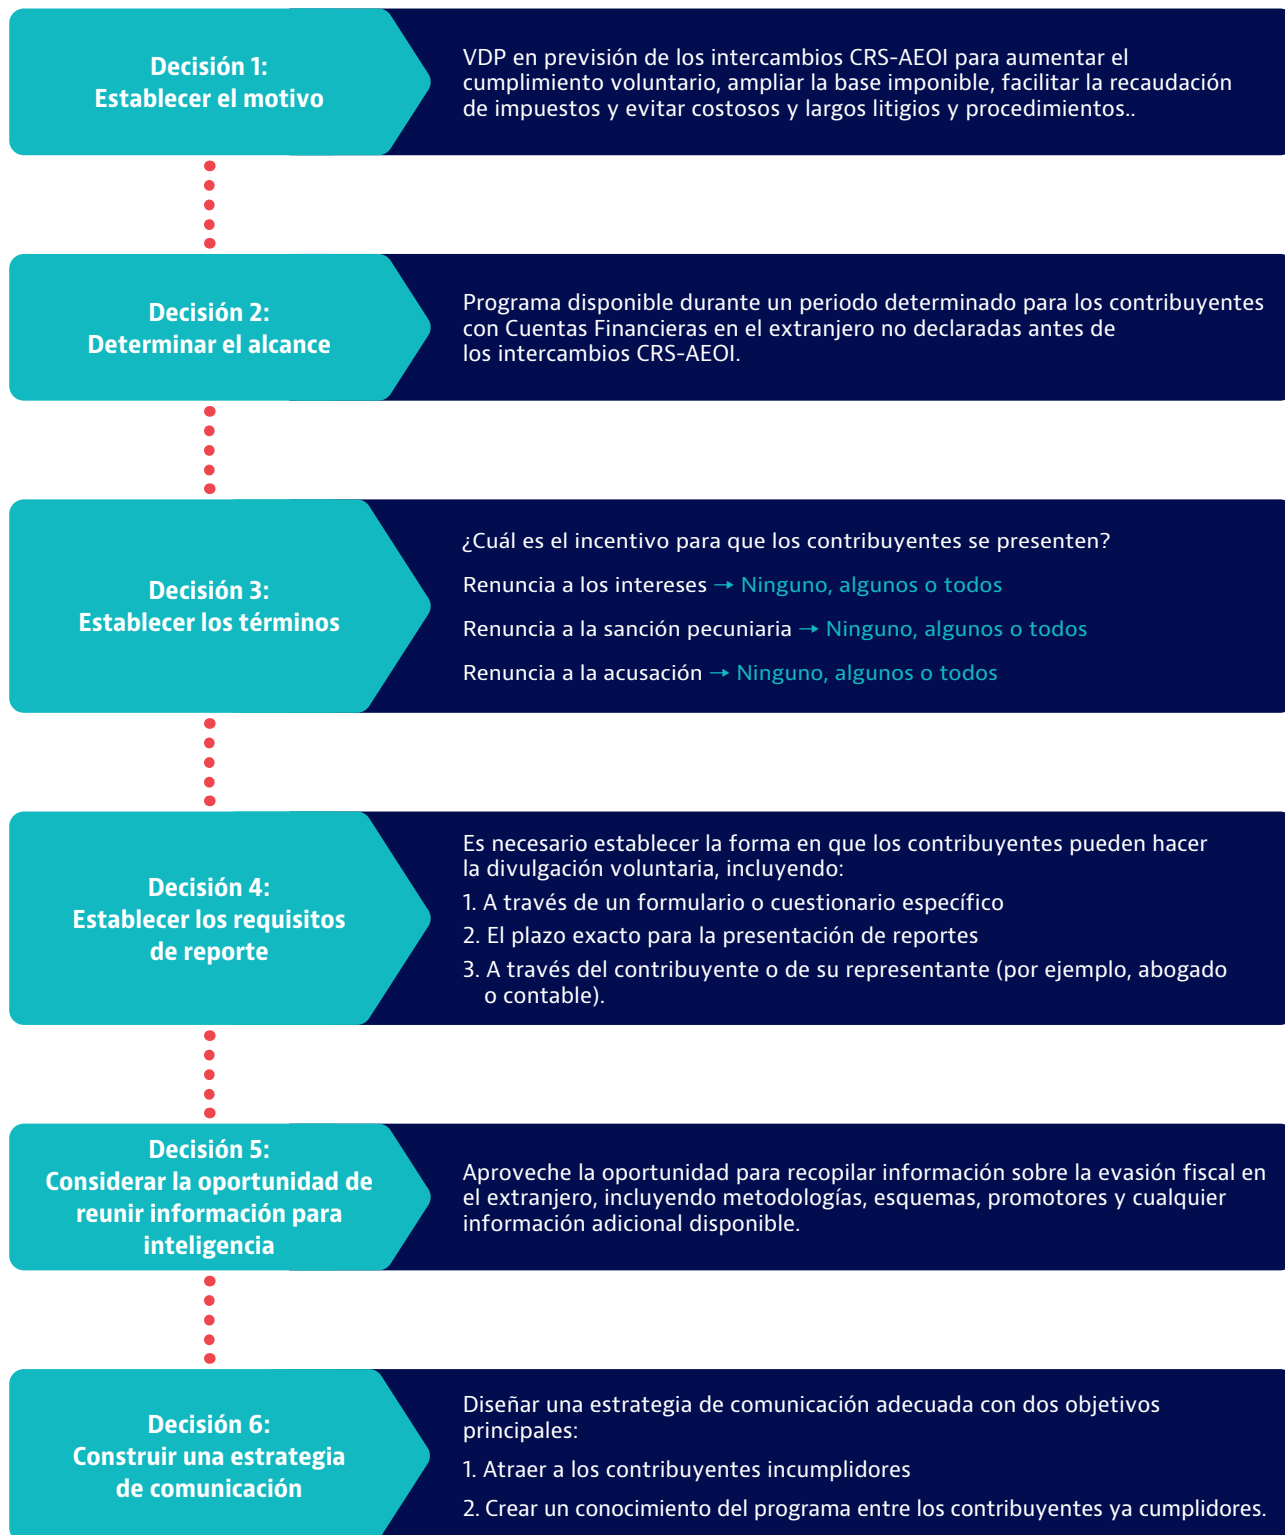 Decisión 1:
Establecer el motivo
VDP en previsión de los intercambios CRS-AEOI para aumentar el
cumplimiento voluntario, ampliar la base imponible, facilitar la recaudación
de impuestos y evitar costosos y largos litigios y procedimientos..
Decisión 2:
Determinar el alcance
Programa disponible durante un periodo determinado para los contribuyentes
con Cuentas Financieras en el extranjero no declaradas antes de
los intercambios CRS-AEOI.
Decisión 3:
Establecer los términos
¿Cuál es el incentivo para que los contribuyentes se presenten?
Renuncia a los intereses → Ninguno, algunos o todos
Renuncia a la sanción pecuniaria → Ninguno, algunos o todos
Renuncia a la acusación → Ninguno, algunos o todos
Decisión 4:
Establecer los requisitos
de reporte
Es necesario establecer la forma en que los contribuyentes pueden hacer
la divulgación voluntaria, incluyendo:
1. A través de un formulario o cuestionario específico
2. El plazo exacto para la presentación de reportes
3. A través del contribuyente o de su representante (por ejemplo, abogado
o contable).
Decisión 5:
Considerar la oportunidad de
reunir información para
inteligencia
Aproveche la oportunidad para recopilar información sobre la evasión fiscal en
el extranjero, incluyendo metodologías, esquemas, promotores y cualquier
información adicional disponible.
Decisión 6:
Construir una estrategia
de comunicación
Diseñar una estrategia de comunicación adecuada con dos objetivos
principales:
1. Atraer a los contribuyentes incumplidores
2. Crear un conocimiento del programa entre los contribuyentes ya cumplidores.